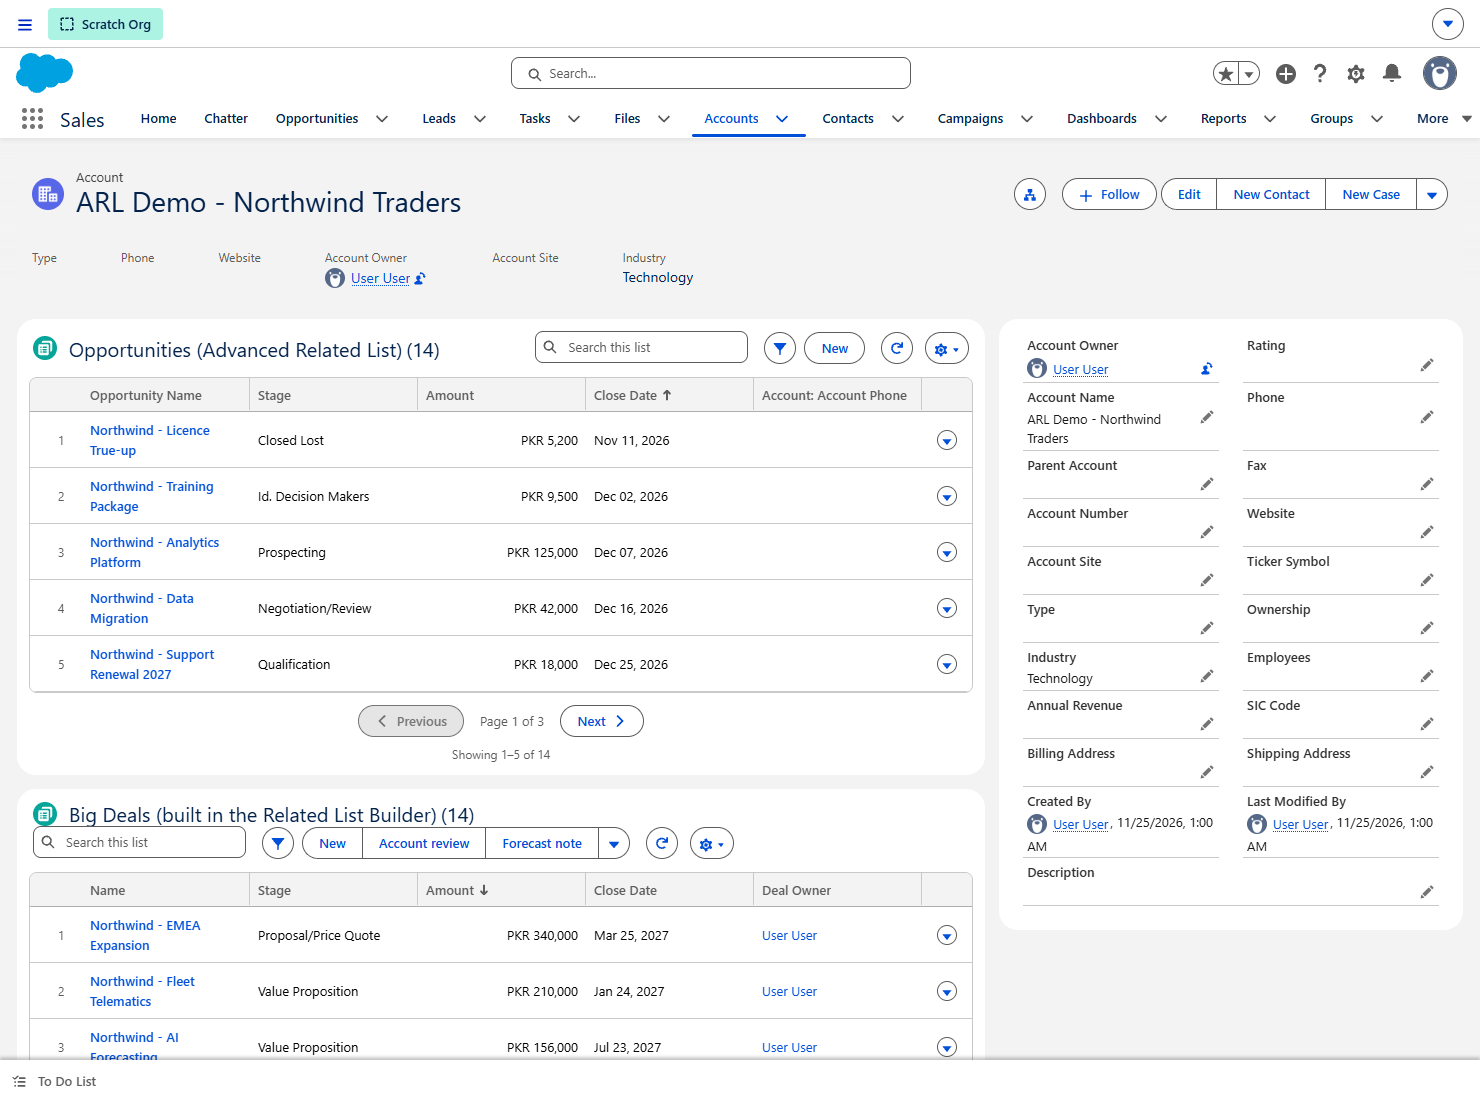 Scratch Org
Search...
Sales
Home
Chatter
Opportunities
Leads
Tasks
Files
Accounts
Contacts
Campaigns
Dashboards
Reports
Groups
More
Account
ARL Demo - Northwind Traders
Follow
Edit
New Contact
New Case
Type
Phone
Website
Account Owner
User User
Account Site
Industry
Technology
Opportunities (Advanced Related List) (14)
Search this list
New
Opportunity Name
Stage
Amount
Close Date
Account: Account Phone
1
Northwind - Licence
True-up
Closed Lost
PKR 5,200
Nov 11, 2026
2
Northwind - Training
Package
Id. Decision Makers
PKR 9,500
Dec 02, 2026
3
Northwind - Analytics
Platform
Prospecting
PKR 125,000
Dec 07, 2026
4
Northwind - Data
Migration
Negotiation/Review
PKR 42,000
Dec 16, 2026
5
Northwind - Support
Renewal 2027
Qualification
PKR 18,000
Dec 25, 2026
Previous
Page 1 of 3
Next
Showing 1–5 of 14
Big Deals (built in the Related List Builder) (14)
Search this list
New
Account review
Forecast note
Name
Stage
Amount
Close Date
Deal Owner
1
Northwind - EMEA
Expansion
Proposal/Price Quote
PKR 340,000
Mar 25, 2027
User User
2
Northwind - Fleet
Telematics
Value Proposition
PKR 210,000
Jan 24, 2027
User User
3
Northwind - AI
Forecasting
Value Proposition
PKR 156,000
Jul 23, 2027
User User
Account Owner
User User
Rating
Account Name
ARL Demo - Northwind
Traders
Phone
Parent Account
Fax
Account Number
Website
Account Site
Ticker Symbol
Type
Ownership
Industry
Technology
Employees
Annual Revenue
SIC Code
Billing Address
Shipping Address
Created By
User User, 11/25/2026, 1:00
AM
Last Modified By
User User, 11/25/2026, 1:00
AM
Description
To Do List